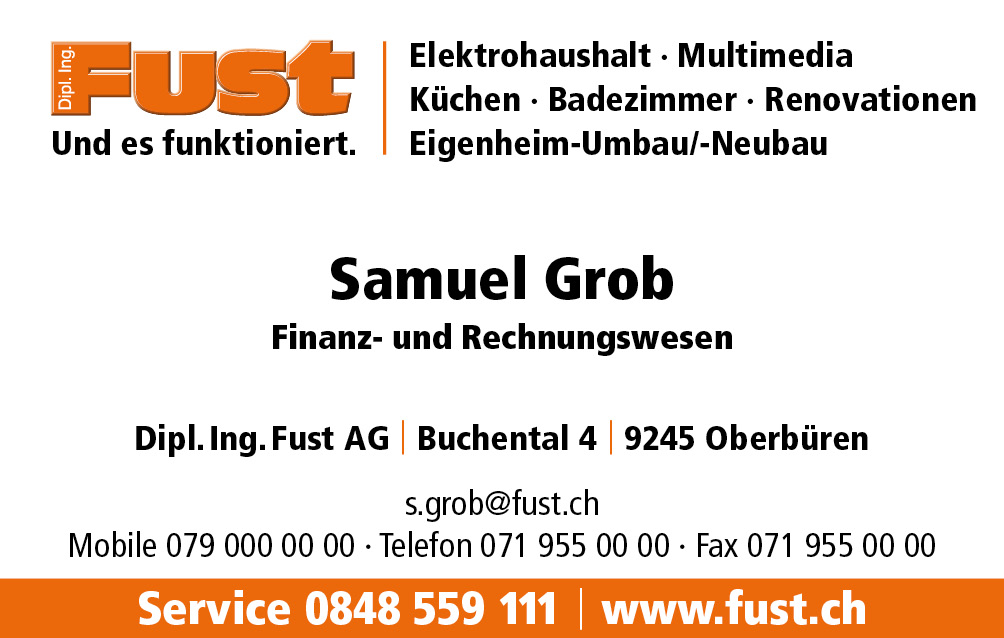 Dipl. Ing. Fust
Und es funktioniert.
Elektrohaushalt · Multimedia
Küchen · Badezimmer · Renovationen
Eigenheim-Umbau/-Neubau
Samuel Grob
Finanz- und Rechnungswesen
Dipl. Ing. Fust AG | Buchental 4 | 9245 Oberbüren
s.grob@fust.ch
Mobile 079 000 00 00 · Telefon 071 955 00 00 · Fax 071 955 00 00
Service 0848 559 111 | www.fust.ch